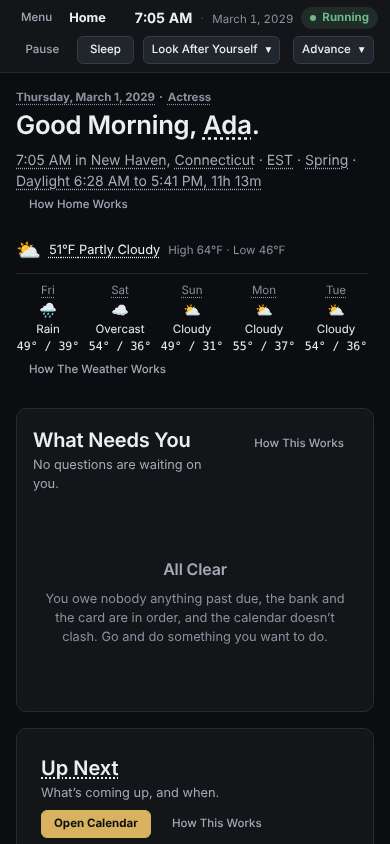 Menu Home 7:05 AM · March 1, 2029 Running
Pause Sleep Look After Yourself ▾ Advance ▾
Thursday, March 1, 2029 · Actress
Good Morning, Ada.
7:05 AM in New Haven, Connecticut · EST · Spring ·
Daylight 6:28 AM to 5:41 PM, 11h 13m
How Home Works
51°F Partly Cloudy High 64°F · Low 46°F
Fri Sat Sun Mon Tue
Rain Overcast Cloudy Cloudy Cloudy
49° / 39° 54° / 36° 49° / 31° 55° / 37° 54° / 36°
How The Weather Works
What Needs You How This Works
No questions are waiting on
you.
All Clear
You owe nobody anything past due, the bank and
the card are in order, and the calendar doesn't
clash. Go and do something you want to do.
Up Next
What's coming up, and when.
Open Calendar How This Works